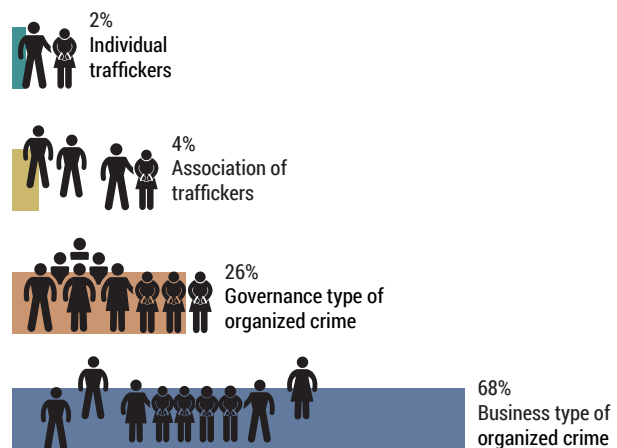 2%
Individual
traffickers
4%
Association of
traffickers
26%
Governance type of
organized crime
68%
Business type of
organized crime